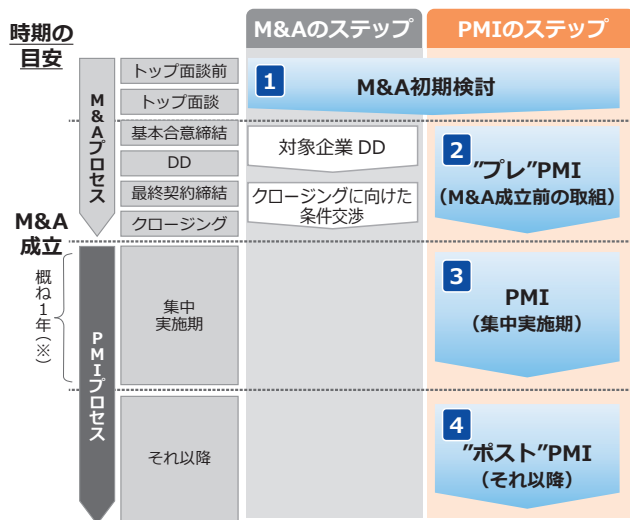 時期の
目安
M&Aのステップ
PMIのステップ
M&Aプロセス
トップ面談前
トップ面談
1
M&A初期検討
基本合意締結
DD
最終契約締結
クロージング
対象企業 DD
クロージングに向けた
条件交渉
2
”プレ”PMI
(M&A成立前の取組)
M&A
成立
概ね1年(※)
PMIプロセス
集中
実施期
3
PMI
(集中実施期)
それ以降
4
”ポスト”PMI
(それ以降)